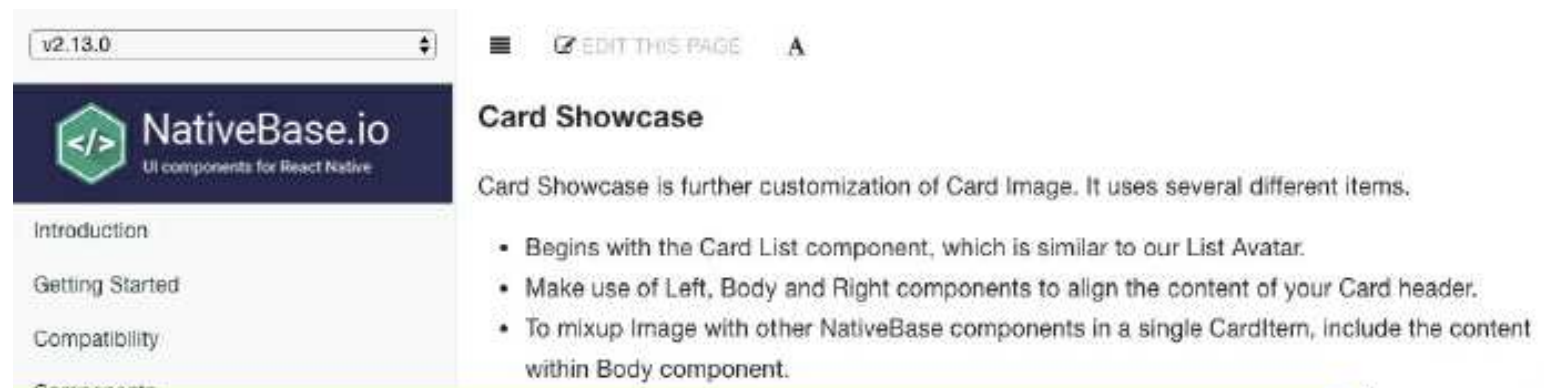 v2.13.0
EDIT THIS PAGE
A
</>
NativeBase.io
UI components for React Native
Introduction
Getting Started
Compatibility
Components
Card Showcase
Card Showcase is further customization of Card Image. It uses several different items.
• Begins with the Card List component, which is similar to our List Avatar.
• Make use of Left, Body and Right components to align the content of your Card header.
• To mixup Image with other NativeBase components in a single CardItem, include the content
within Body component.